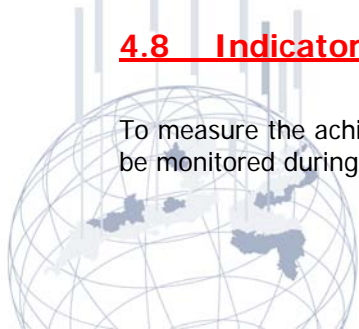 4.8 Indicator
To measure the achi
be monitored during